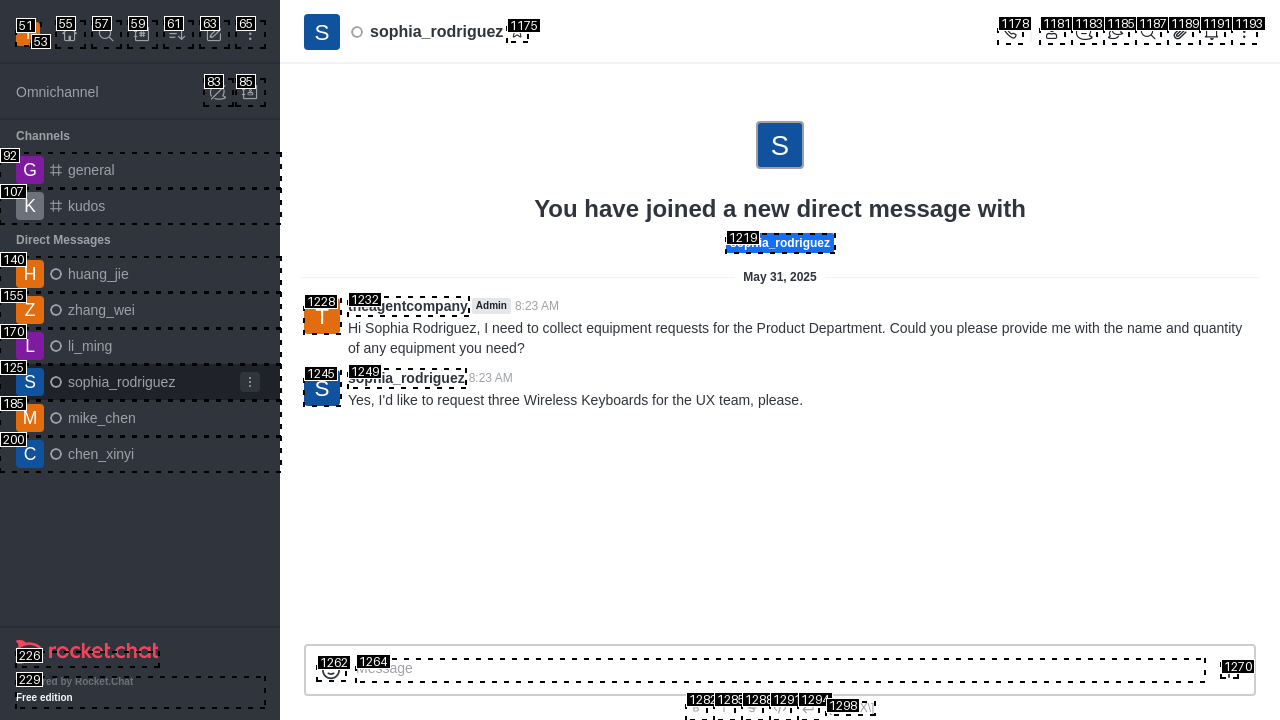 51
53
55
57
59
61
63
65
S
sophia_rodriguez
1175
1178
1181
1183
1185
1187
1189
1191
1193
Omnichannel
83
85
Channels
92
G
general
107
K
kudos
Direct Messages
140
H
huang_jie
155
Z
zhang_wei
170
L
li_ming
125
S
sophia_rodriguez
185
M
mike_chen
200
C
chen_xinyi
226
rocket.chat
229
by Rocket.Chat
Free edition
S
You have joined a new direct message with
1219
sophia_rodriguez
May 31, 2025
1228
T
1232
theagentcompany
Admin
8:23 AM
Hi Sophia Rodriguez, I need to collect equipment requests for the Product Department. Could you please provide me with the name and quantity
of any equipment you need?
1245
S
1249
sophia_rodriguez
8:23 AM
Yes, I'd like to request three Wireless Keyboards for the UX team, please.
1262
1264
Message
1270
1282
1285
1288
1291
1294
1298